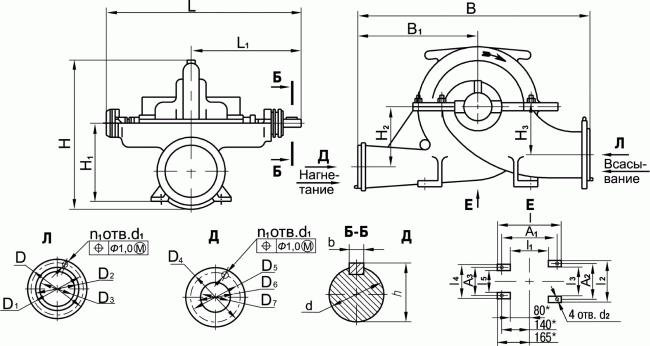 L
L₁
Б
Б
H
H₁
B
B₁
H₂
H₃
Д
Нагне-
тание
Л
Всасы-
вание
E
E
Л
n₁отв.d₁
Ф1,0 M
D
D₁
D₂
D₃
Д
n₁отв.d₁
Ф1,0 M
D₄
D₅
D₆
D₇
Б-Б
b
d
h
Д
E
l
A₁
l₁
l₄
A₃
l₅
l₃
A₂
l₂
80*
140*
165*
4 отв. d₂